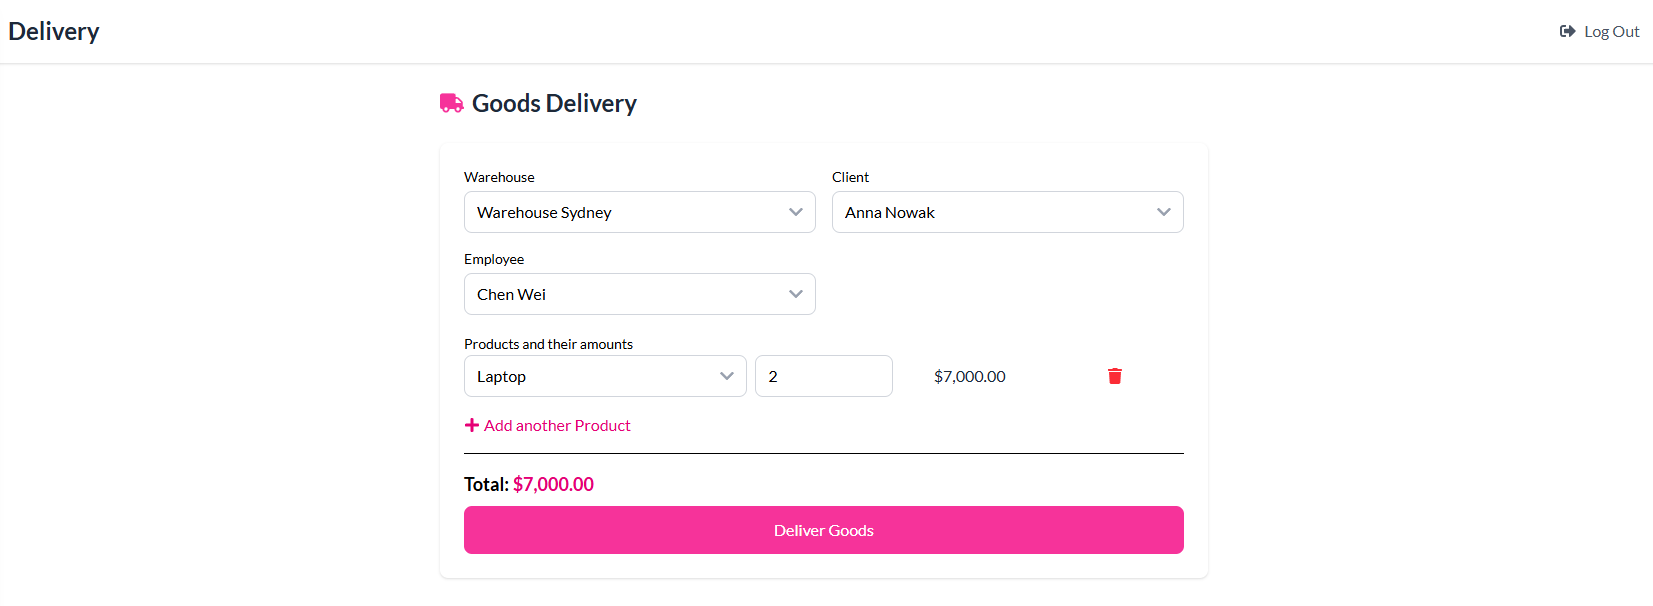 Delivery
Log Out
Goods Delivery
Warehouse
Client
Warehouse Sydney
Anna Nowak
Employee
Chen Wei
Products and their amounts
Laptop
2
$7,000.00
Add another Product
Total: $7,000.00
Deliver Goods